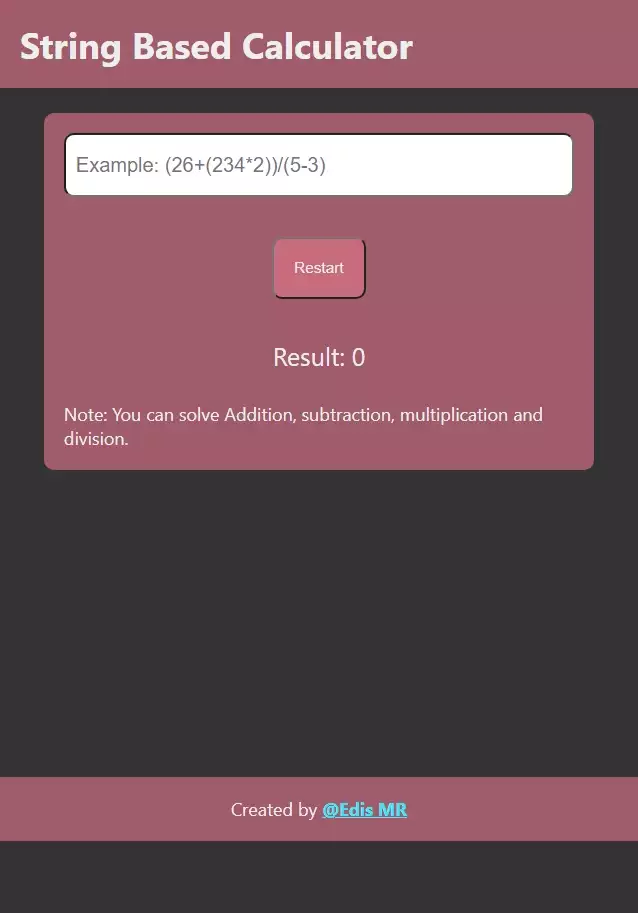 String Based Calculator
Example: (26+(234*2))/(5-3)
Restart
Result: 0
Note: You can solve Addition, subtraction, multiplication and
division.
Created by @Edis MR